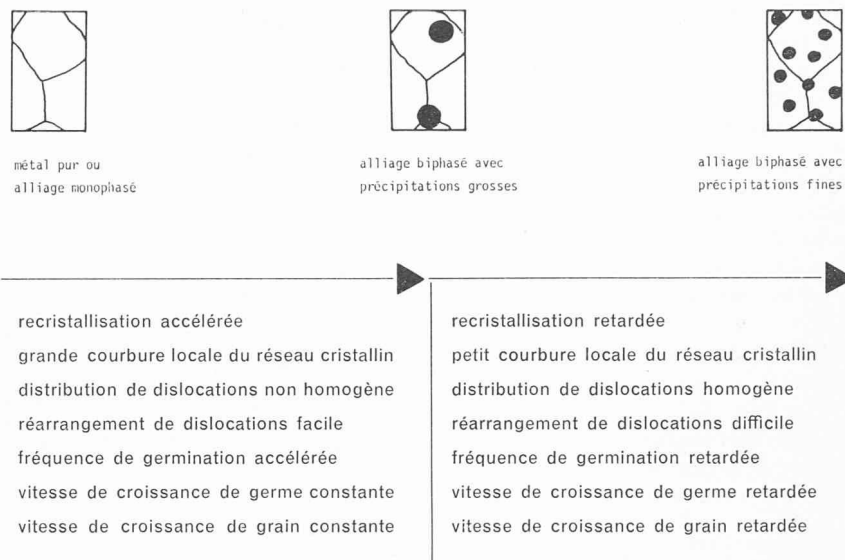 métal pur ou
alliage monophasé
alliage biphasé avec
précipitations grosses
alliage biphasé avec
précipitations fines
recristallisation accélérée
grande courbure locale du réseau cristallin
distribution de dislocations non homogène
réarrangement de dislocations facile
fréquence de germination accélérée
vitesse de croissance de germe constante
vitesse de croissance de grain constante
recristallisation retardée
petit courbure locale du réseau cristallin
distribution de dislocations homogène
réarrangement de dislocations difficile
fréquence de germination retardée
vitesse de croissance de germe retardée
vitesse de croissance de grain retardée